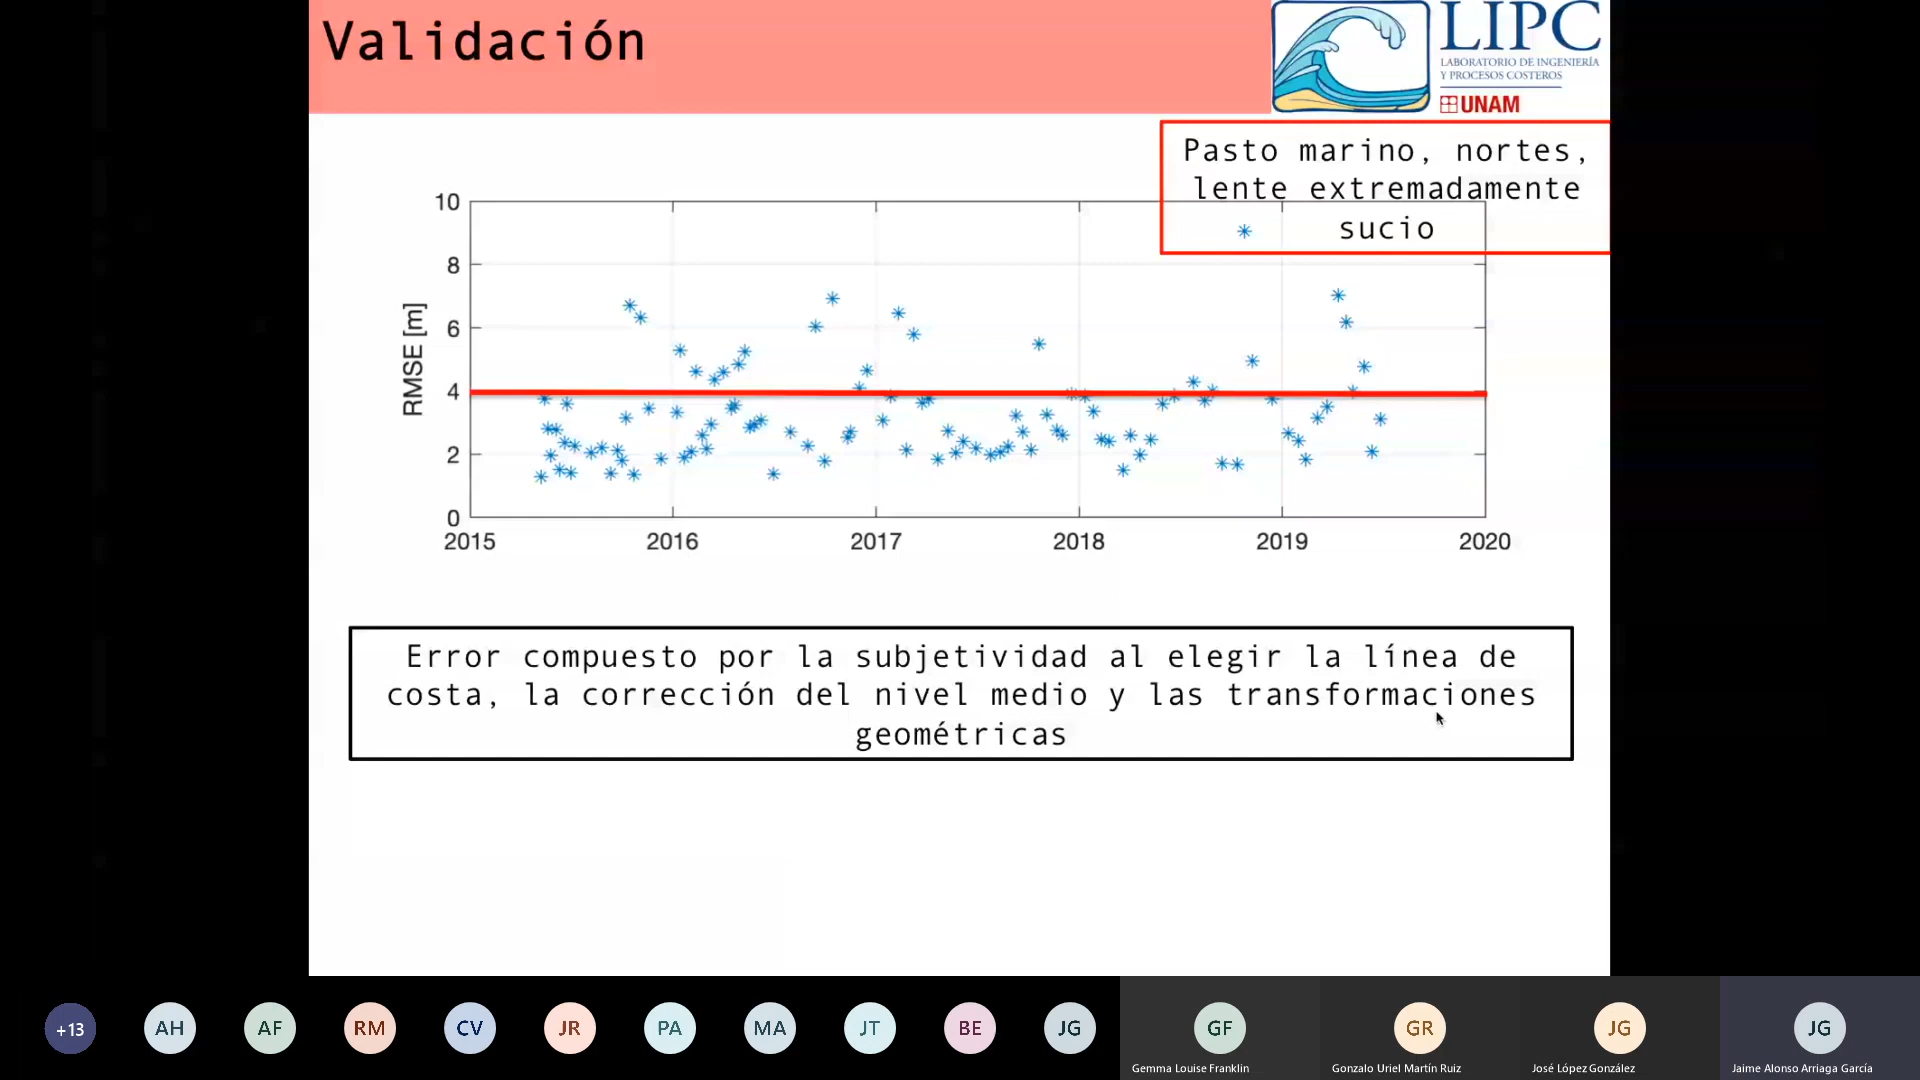 Validación
LIPC
LABORATORIO DE INGENIERÍA
Y PROCESOS COSTEROS
UNAM
Pasto marino, nortes,
lente extremadamente
sucio
10
8
6
4
2
0
RMSE [m]
2015 2016 2017 2018 2019 2020
Error compuesto por la subjetividad al elegir la línea de
costa, la corrección del nivel medio y las transformaciones
geométricas
+13 AH AF RM CV JR PA MA JT BE JG GF GR JG JG
Gemma Louise Franklin Gonzalo Uriel Martín Ruiz José López González Jaime Alonso Arriaga García